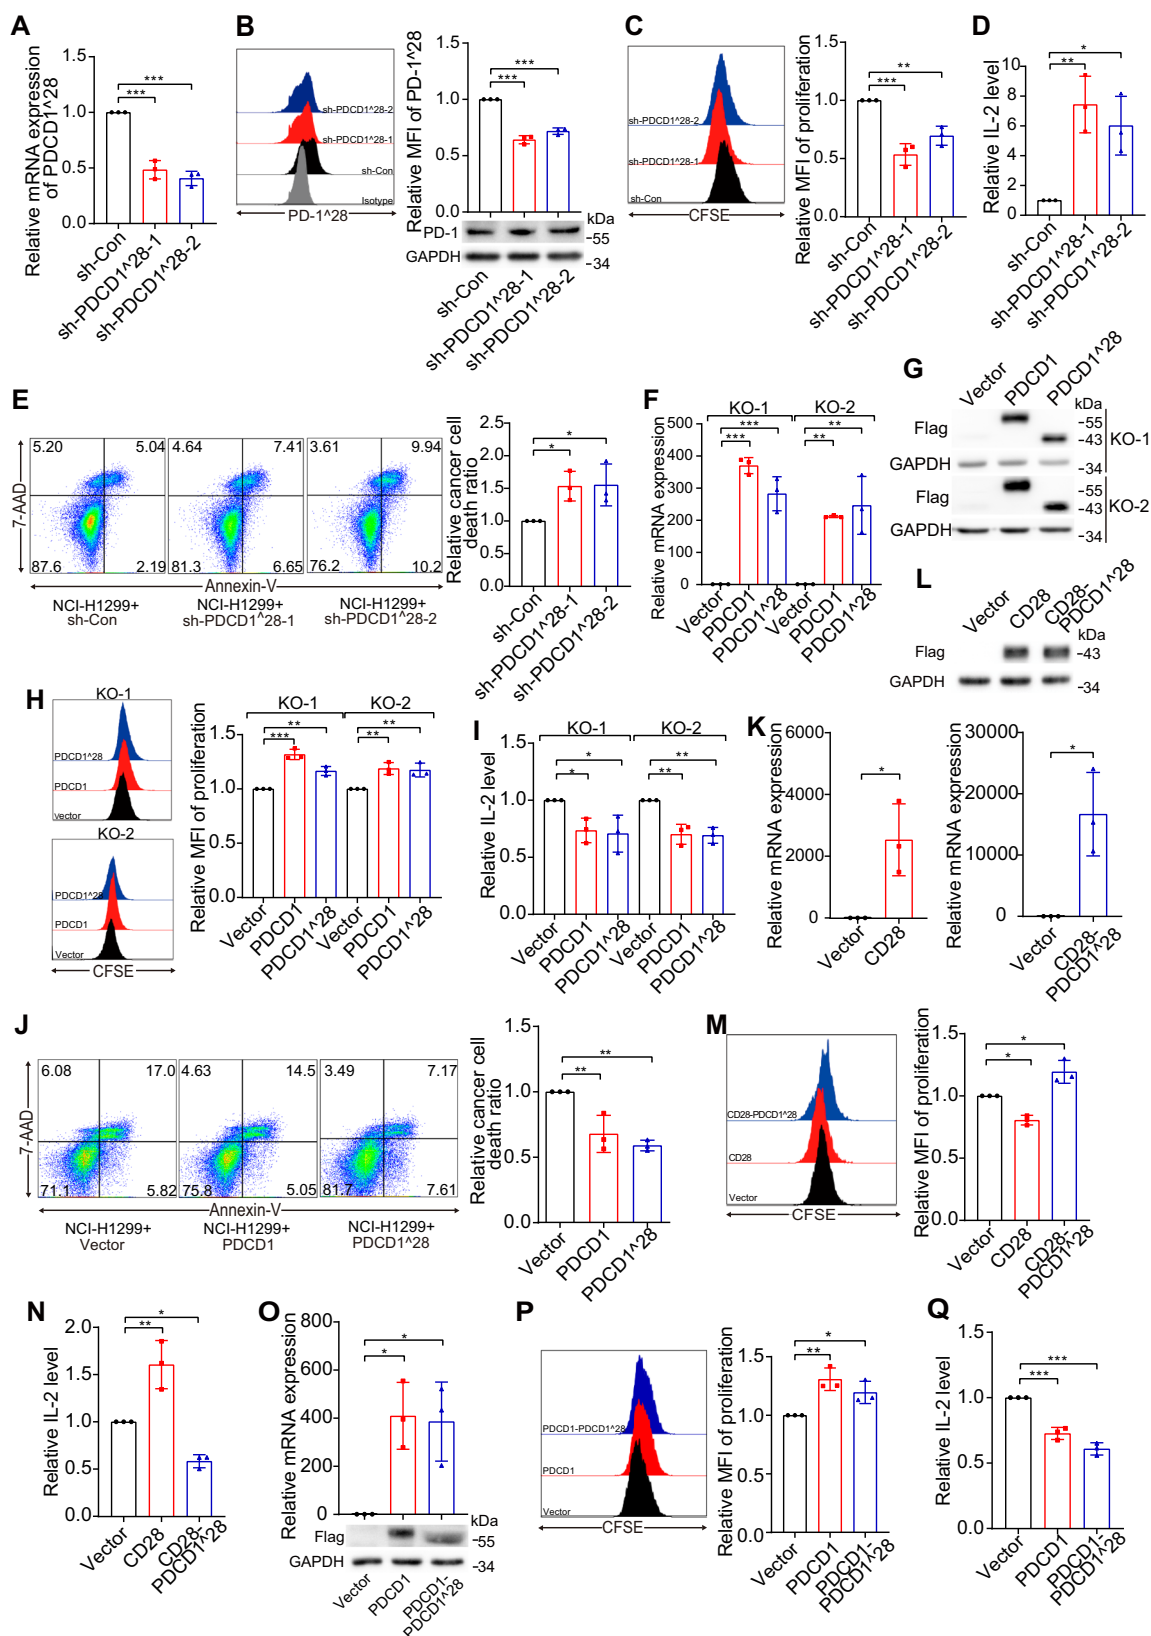 A
Relative mRNA expression
of PDCD1^28
1.5
1.0
0.5
0.0
***
***
sh-Con
sh-PDCD1^28-1
sh-PDCD1^28-2
B
sh-PDCD1^28-2
sh-PDCD1^28-1
sh-Con
Isotype
PD-1^28
Relative MFI of PD-1^28
1.5
1.0
0.5
0.0
***
***
kDa
PD-1
-55
GAPDH
-34
sh-Con
sh-PDCD1^28-1
sh-PDCD1^28-2
C
sh-PDCD1^28-2
sh-PDCD1^28-1
sh-Con
CFSE
Relative MFI of proliferation
1.5
1.0
0.5
0.0
**
***
sh-Con
sh-PDCD1^28-1
sh-PDCD1^28-2
D
Relative IL-2 level
10
8
6
4
2
0
*
**
sh-Con
sh-PDCD1^28-1
sh-PDCD1^28-2
E
7-AAD
5.20
5.04
87.6
2.19
4.64
7.41
81.3
6.65
3.61
9.94
76.2
10.2
Annexin-V
NCI-H1299+
sh-Con
NCI-H1299+
sh-PDCD1^28-1
NCI-H1299+
sh-PDCD1^28-2
Relative cancer cell
death ratio
2.5
2.0
1.5
1.0
0.5
0.0
*
*
sh-Con
sh-PDCD1^28-1
sh-PDCD1^28-2
F
KO-1
KO-2
Relative mRNA expression
500
400
300
200
100
0
***
***
**
**
Vector
PDCD1
PDCD1^28
Vector
PDCD1
PDCD1^28
G
Vector
PDCD1
PDCD1^28
kDa
Flag
-55
-43
KO-1
GAPDH
-34
Flag
-55
-43
KO-2
GAPDH
-34
L
Vector
CD28
CD28-
PDCD1^28
kDa
Flag
-43
GAPDH
-34
H
KO-1
PDCD1^28
PDCD1
vector
KO-2
PDCD1^28
PDCD1
Vector
CFSE
KO-1
KO-2
Relative MFI of proliferation
1.5
1.0
0.5
0.0
**
***
**
**
Vector
PDCD1
PDCD1^28
Vector
PDCD1
PDCD1^28
I
KO-1
KO-2
Relative IL-2 level
1.5
1.0
0.5
0.0
*
*
**
**
Vector
PDCD1
PDCD1^28
Vector
PDCD1
PDCD1^28
K
Relative mRNA expression
6000
4000
2000
0
*
Vector
CD28
Relative mRNA expression
30000
20000
10000
0
*
Vector
CD28-
PDCD1^28
J
7-AAD
6.08
17.0
71.1
5.82
4.63
14.5
75.8
5.05
3.49
7.17
81.7
7.61
Annexin-V
NCI-H1299+
Vector
NCI-H1299+
PDCD1
NCI-H1299+
PDCD1^28
Relative cancer cell
death ratio
1.5
1.0
0.5
0.0
**
**
Vector
PDCD1
PDCD1^28
M
CD28-PDCD1^28
CD28
Vector
CFSE
Relative MFI of proliferation
1.5
1.0
0.5
0.0
*
*
Vector
CD28
CD28-
PDCD1^28
N
Relative IL-2 level
2.0
1.5
1.0
0.5
0.0
*
**
Vector
CD28
CD28-
PDCD1^28
O
Relative mRNA expression
800
600
400
200
0
*
*
kDa
Flag
-55
GAPDH
-34
Vector
PDCD1
PDCD1-
PDCD1^28
P
PDCD1-PDCD1^28
PDCD1
Vector
CFSE
Relative MFI of proliferation
1.5
1.0
0.5
0.0
*
**
Vector
PDCD1
PDCD1-
PDCD1^28
Q
Relative IL-2 level
1.5
1.0
0.5
0.0
***
***
Vector
PDCD1
PDCD1-
PDCD1^28